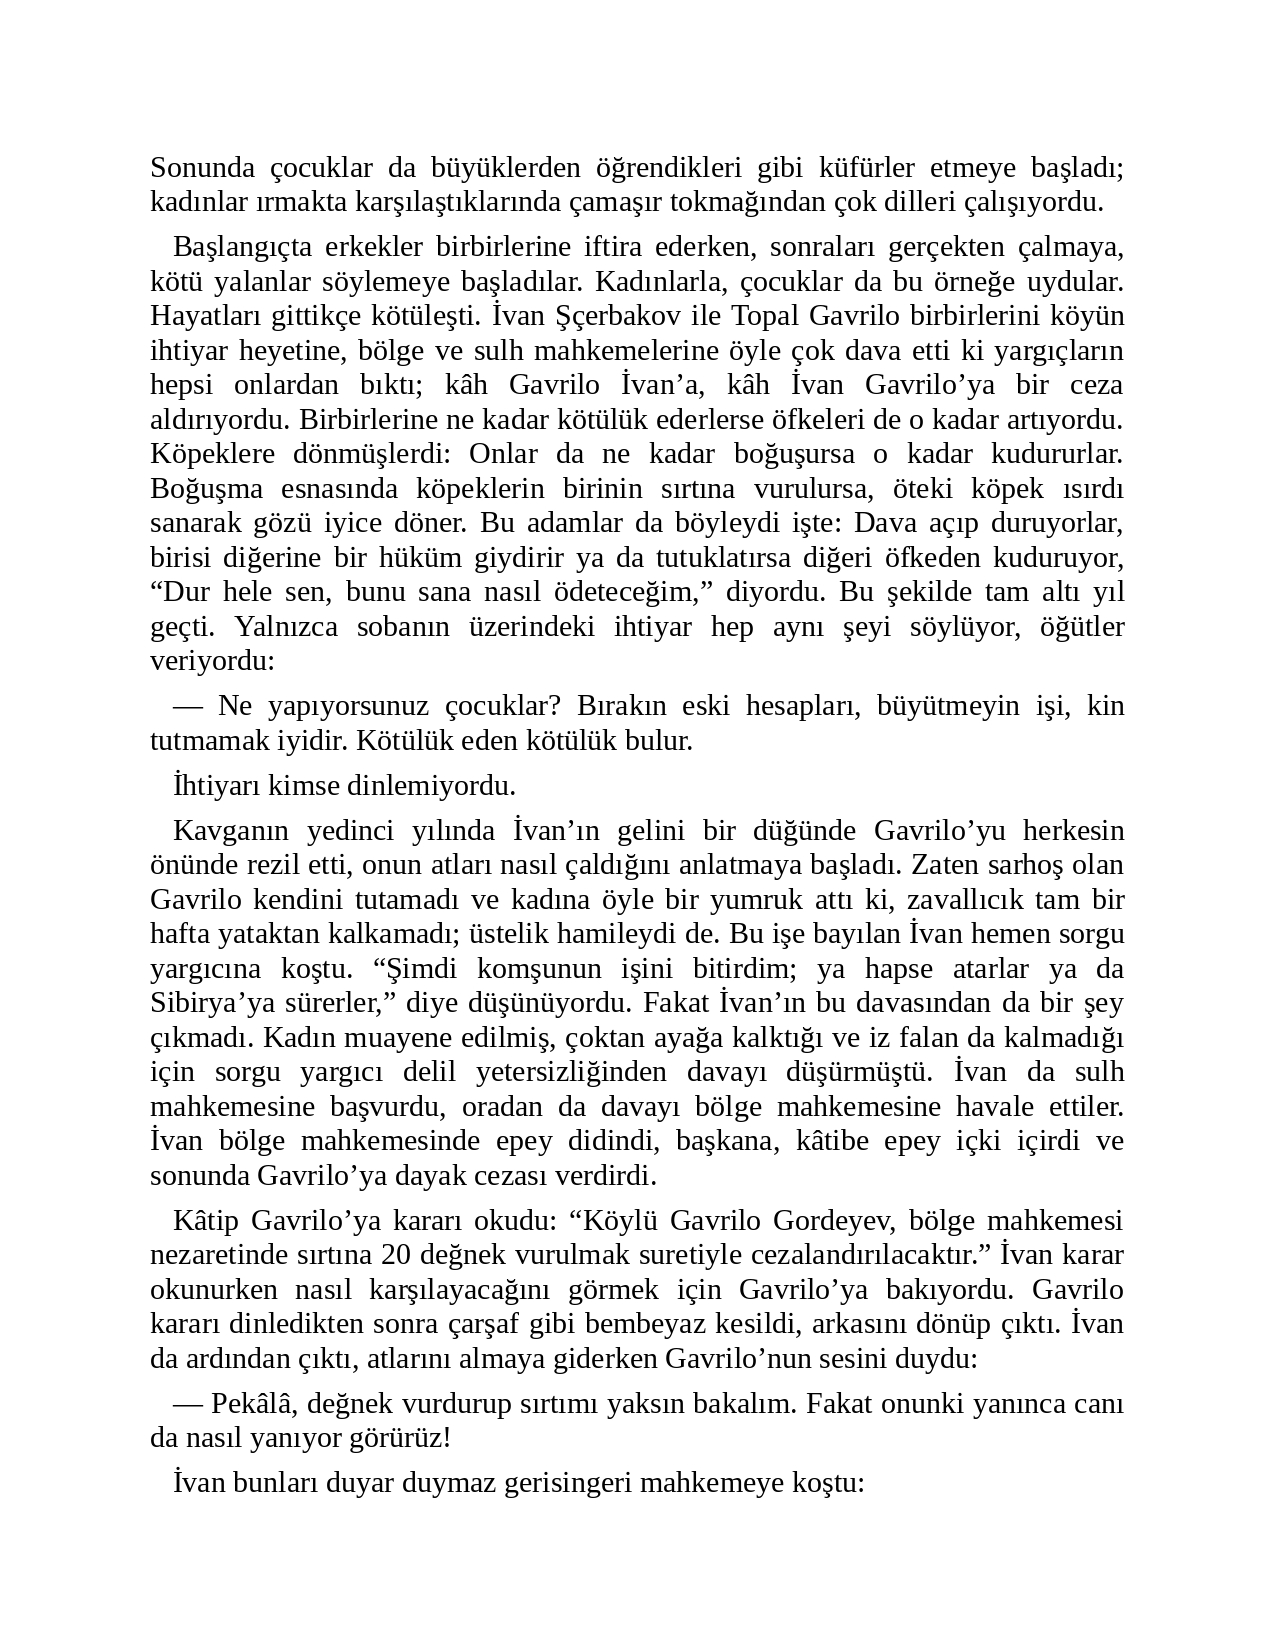 Sonunda çocuklar da büyüklerden öğrendikleri gibi küfürler etmeye başladı;
kadınlar ırmakta karşılaştıklarında çamaşır tokmağından çok dilleri çalışıyordu.
Başlangıçta erkekler birbirlerine iftira ederken, sonraları gerçekten çalmaya,
kötü yalanlar söylemeye başladılar. Kadınlarla, çocuklar da bu örneğe uydular.
Hayatları gittikçe kötüleşti. İvan Şçerbakov ile Topal Gavrilo birbirlerini köyün
ihtiyar heyetine, bölge ve sulh mahkemelerine öyle çok dava etti ki yargıçların
hepsi onlardan bıktı; kâh Gavrilo İvan’a, kâh İvan Gavrilo’ya bir ceza
aldırıyordu. Birbirlerine ne kadar kötülük ederlerse öfkeleri de o kadar artıyordu.
Köpeklere dönmüşlerdi: Onlar da ne kadar boğuşursa o kadar kudururlar.
Boğuşma esnasında köpeklerin birinin sırtına vurulursa, öteki köpek ısırdı
sanarak gözü iyice döner. Bu adamlar da böyleydi işte: Dava açıp duruyorlar,
birisi diğerine bir hüküm giydirir ya da tutuklatırsa diğeri öfkeden kuduruyor,
“Dur hele sen, bunu sana nasıl ödeteceğim,” diyordu. Bu şekilde tam altı yıl
geçti. Yalnızca sobanın üzerindeki ihtiyar hep aynı şeyi söylüyor, öğütler
veriyordu:
— Ne yapıyorsunuz çocuklar? Bırakın eski hesapları, büyütmeyin işi, kin
tutmamak iyidir. Kötülük eden kötülük bulur.
İhtiyarı kimse dinlemiyordu.
Kavganın yedinci yılında İvan’ın gelini bir düğünde Gavrilo’yu herkesin
önünde rezil etti, onun atları nasıl çaldığını anlatmaya başladı. Zaten sarhoş olan
Gavrilo kendini tutamadı ve kadına öyle bir yumruk attı ki, zavallıcık tam bir
hafta yataktan kalkamadı; üstelik hamileydi de. Bu işe bayılan İvan hemen sorgu
yargıcına koştu. “Şimdi komşunun işini bitirdim; ya hapse atarlar ya da
Sibirya’ya sürerler,” diye düşünüyordu. Fakat İvan’ın bu davasından da bir şey
çıkmadı. Kadın muayene edilmiş, çoktan ayağa kalktığı ve iz falan da kalmadığı
için sorgu yargıcı delil yetersizliğinden davayı düşürmüştü. İvan da sulh
mahkemesine başvurdu, oradan da davayı bölge mahkemesine havale ettiler.
İvan bölge mahkemesinde epey didindi, başkana, kâtibe epey içki içirdi ve
sonunda Gavrilo’ya dayak cezası verdirdi.
Kâtip Gavrilo’ya kararı okudu: “Köylü Gavrilo Gordeyev, bölge mahkemesi
nezaretinde sırtına 20 değnek vurulmak suretiyle cezalandırılacaktır.” İvan karar
okunurken nasıl karşılayacağını görmek için Gavrilo’ya bakıyordu. Gavrilo
kararı dinledikten sonra çarşaf gibi bembeyaz kesildi, arkasını dönüp çıktı. İvan
da ardından çıktı, atlarını almaya giderken Gavrilo’nun sesini duydu:
— Pekâlâ, değnek vurdurup sırtımı yaksın bakalım. Fakat onunki yanınca canı
da nasıl yanıyor görürüz!
İvan bunları duyar duymaz gerisingeri mahkemeye koştu: